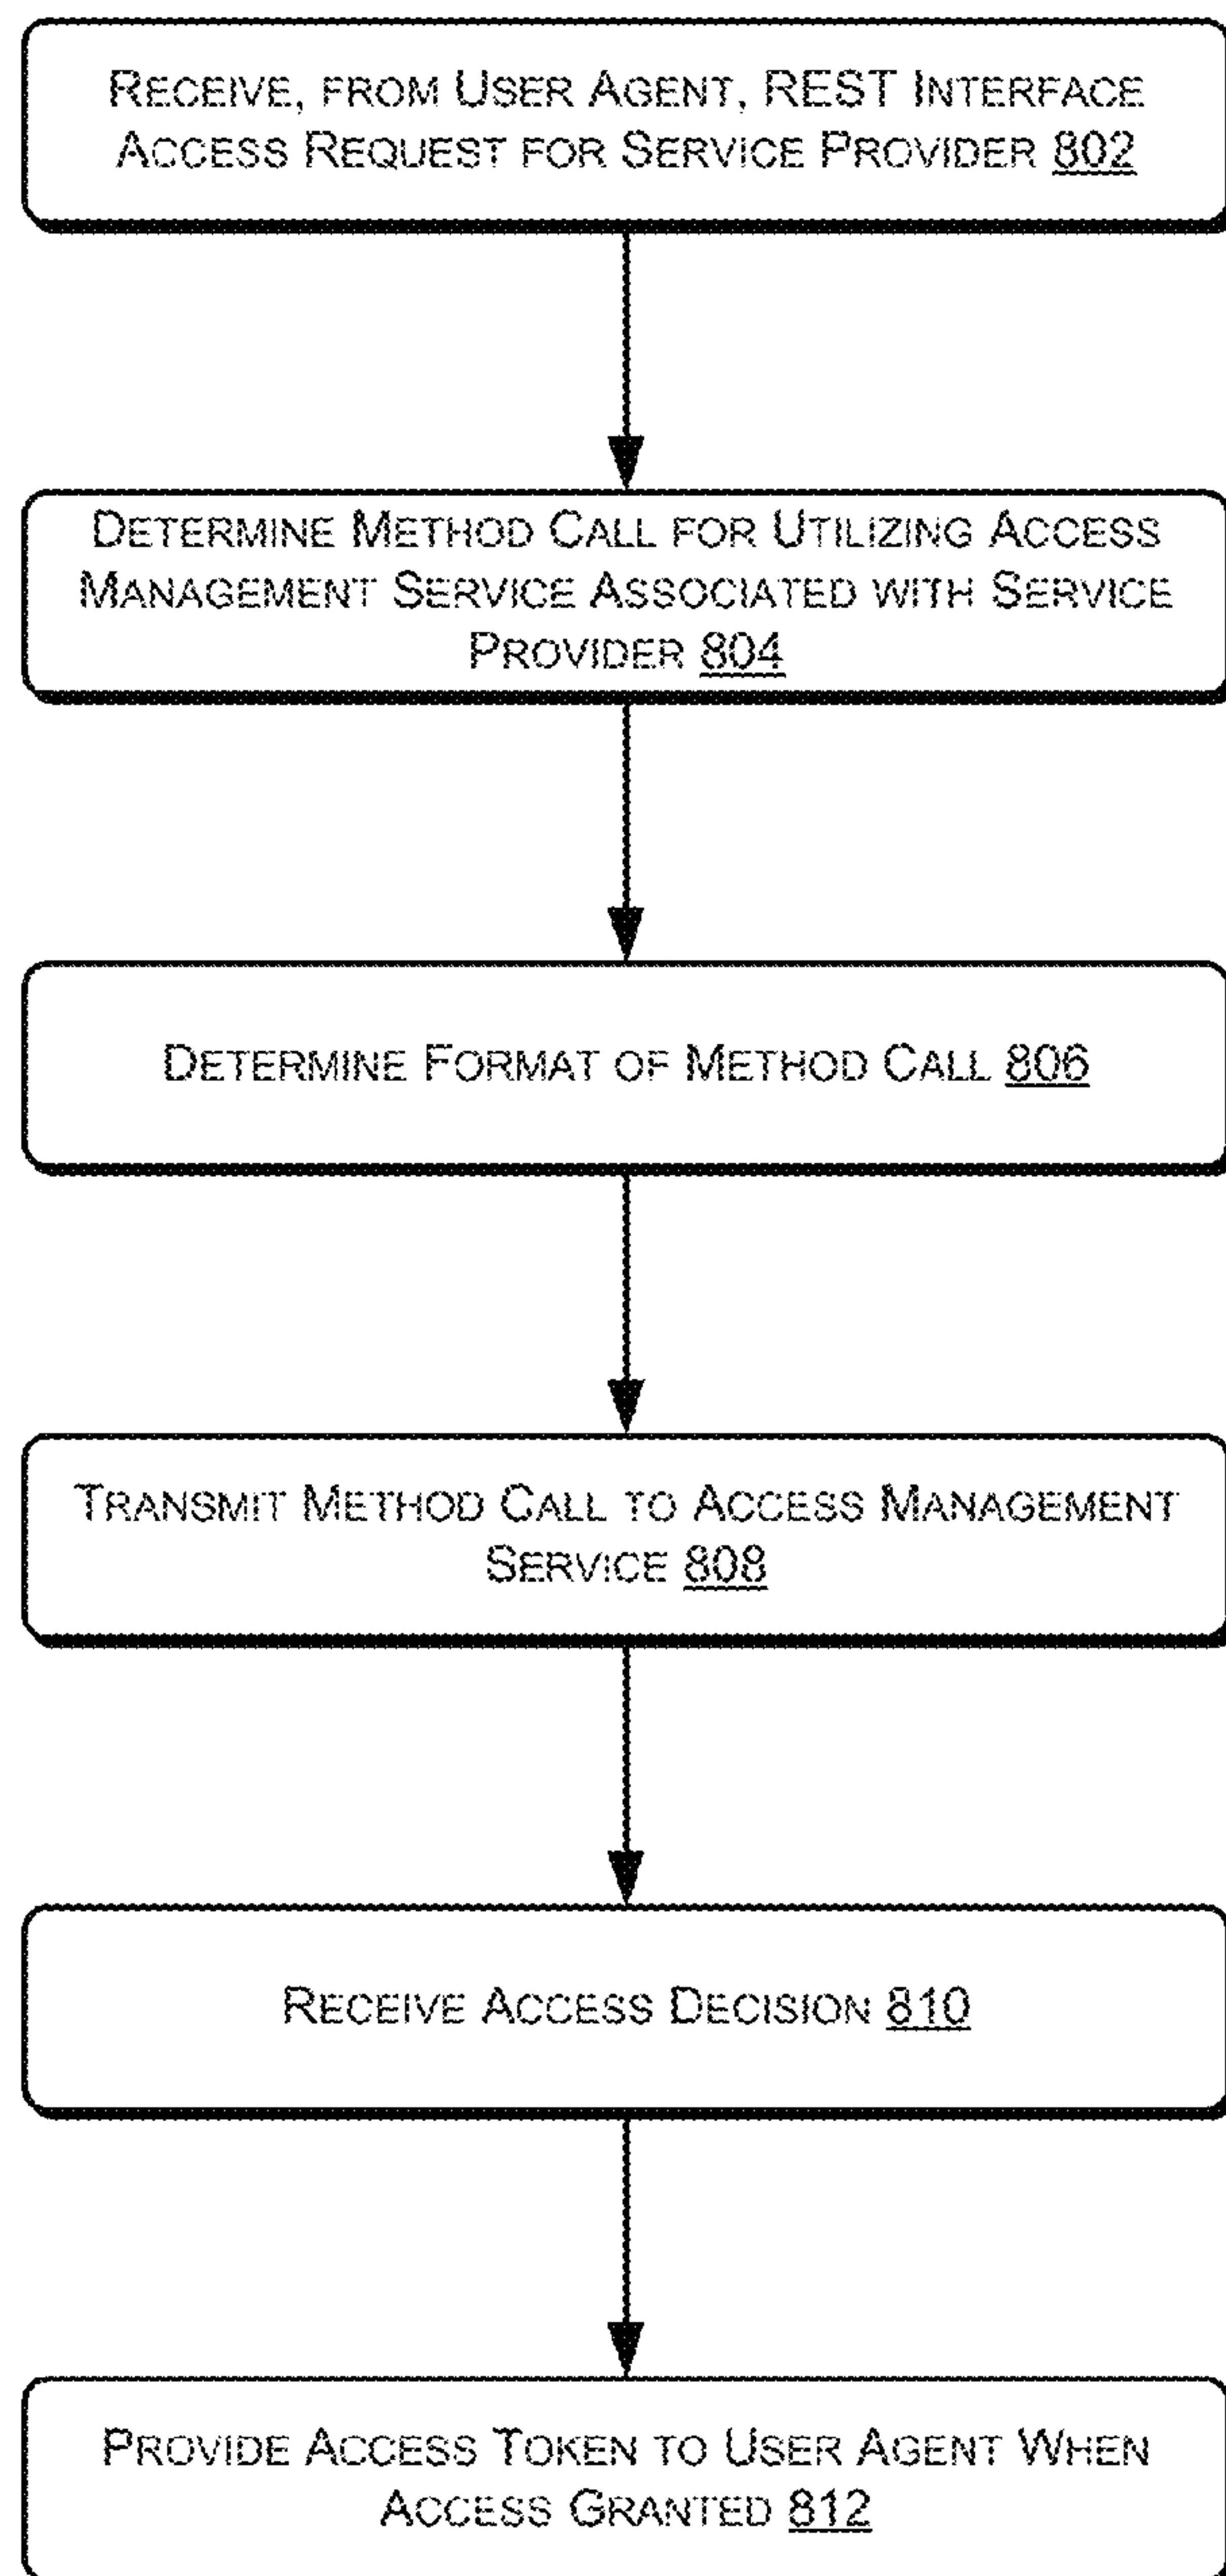 RECEIVE, FROM USER AGENT, REST INTERFACE
ACCESS REQUEST FOR SERVICE PROVIDER 802
DETERMINE METHOD CALL FOR UTILIZING ACCESS
MANAGEMENT SERVICE ASSOCIATED WITH SERVICE
PROVIDER 804
DETERMINE FORMAT OF METHOD CALL 806
TRANSMIT METHOD CALL TO ACCESS MANAGEMENT
SERVICE 808
RECEIVE ACCESS DECISION 810
PROVIDE ACCESS TOKEN TO USER AGENT WHEN
ACCESS GRANTED 812